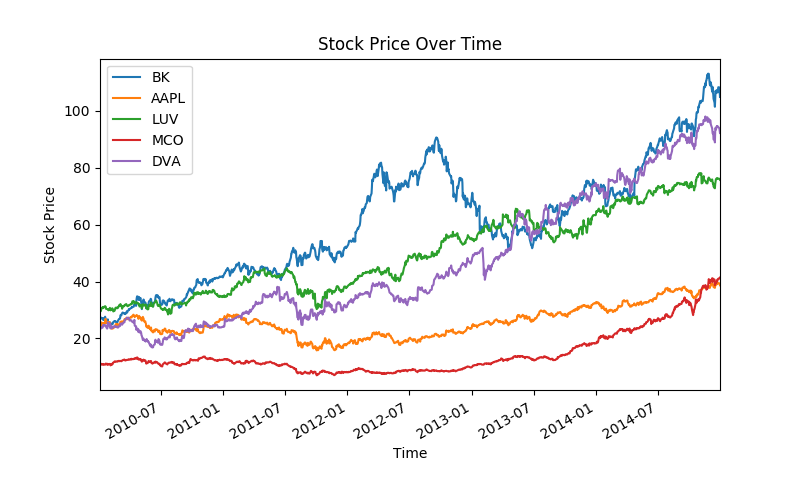 Stock Price Over Time
BK
AAPL
LUV
MCO
DVA
Stock Price
100
80
60
40
20
2010-07
2011-01
2011-07
2012-01
2012-07
2013-01
2013-07
2014-01
2014-07
Time